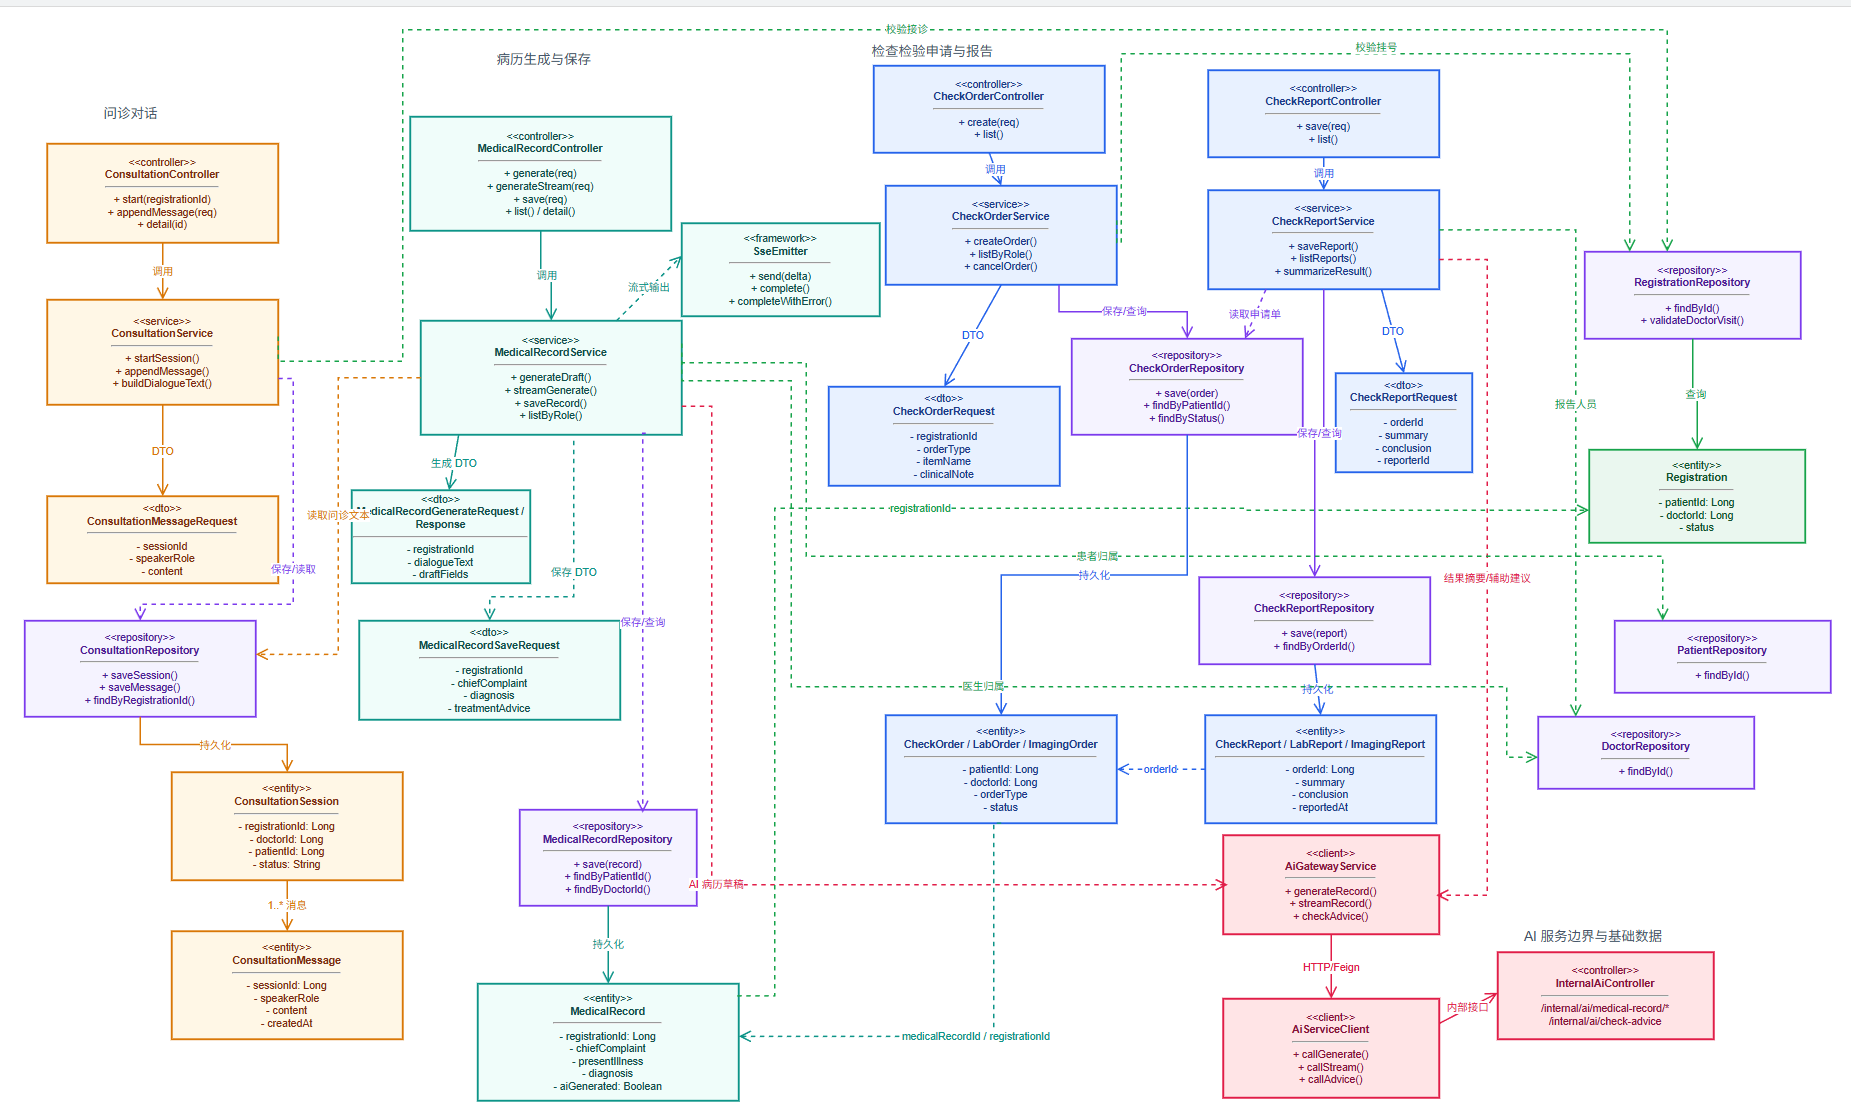 校验接诊
校验挂号
问诊对话
<<controller>>
ConsultationController
+ start(registrationId)
+ appendMessage(req)
+ detail(id)
调用
<<service>>
ConsultationService
+ startSession()
+ appendMessage()
+ buildDialogueText()
DTO
<<dto>>
ConsultationMessageRequest
- sessionId
- speakerRole
- content
保存/读取
<<repository>>
ConsultationRepository
+ saveSession()
+ saveMessage()
+ findByRegistrationId()
持久化
<<entity>>
ConsultationSession
- registrationId: Long
- doctorId: Long
- patientId: Long
- status: String
1..* 消息
<<entity>>
ConsultationMessage
- sessionId: Long
- speakerRole
- content
- createdAt
病历生成与保存
<<controller>>
MedicalRecordController
+ generate(req)
+ generateStream(req)
+ save(req)
+ list() / detail()
调用
流式输出
<<framework>>
SseEmitter
+ send(delta)
+ complete()
+ completeWithError()
<<service>>
MedicalRecordService
+ generateDraft()
+ streamGenerate()
+ saveRecord()
+ listByRole()
生成 DTO
读取问诊文本
<<dto>>
edicalRecordGenerateRequest /
Response
- registrationId
- dialogueText
- draftFields
保存 DTO
<<dto>>
MedicalRecordSaveRequest
- registrationId
- chiefComplaint
- diagnosis
- treatmentAdvice
保存/查询
<<repository>>
MedicalRecordRepository
+ save(record)
+ findByPatientId()
+ findByDoctorId()
AI 病历草稿
持久化
<<entity>>
MedicalRecord
- registrationId: Long
- chiefComplaint
- presentIllness
- diagnosis
- aiGenerated: Boolean
检查检验申请与报告
<<controller>>
CheckOrderController
+ create(req)
+ list()
调用
<<service>>
CheckOrderService
+ createOrder()
+ listByRole()
+ cancelOrder()
DTO
保存/查询
<<dto>>
CheckOrderRequest
- registrationId
- orderType
- itemName
- clinicalNote
<<repository>>
CheckOrderRepository
+ save(order)
+ findByPatientId()
+ findByStatus()
registrationId
患者归属
持久化
医生归属
<<entity>>
CheckOrder / LabOrder / ImagingOrder
- patientId: Long
- doctorId: Long
- orderType
- status
orderId
medicalRecordId / registrationId
<<controller>>
CheckReportController
+ save(req)
+ list()
调用
<<service>>
CheckReportService
+ saveReport()
+ listReports()
+ summarizeResult()
读取申请单
DTO
<<dto>>
CheckReportRequest
- orderId
- summary
- conclusion
- reporterId
保存/查询
报告人员
结果摘要/辅助建议
<<repository>>
CheckReportRepository
+ save(report)
+ findByOrderId()
持久化
<<entity>>
CheckReport / LabReport / ImagingReport
- orderId: Long
- summary
- conclusion
- reportedAt
<<client>>
AiGatewayService
+ generateRecord()
+ streamRecord()
+ checkAdvice()
HTTP/Feign
<<client>>
AiServiceClient
+ callGenerate()
+ callStream()
+ callAdvice()
内部接口
<<repository>>
RegistrationRepository
+ findById()
+ validateDoctorVisit()
查询
<<entity>>
Registration
- patientId: Long
- doctorId: Long
- status
<<repository>>
PatientRepository
+ findById()
<<repository>>
DoctorRepository
+ findById()
AI 服务边界与基础数据
<<controller>>
InternalAiController
/internal/ai/medical-record/*
/internal/ai/check-advice